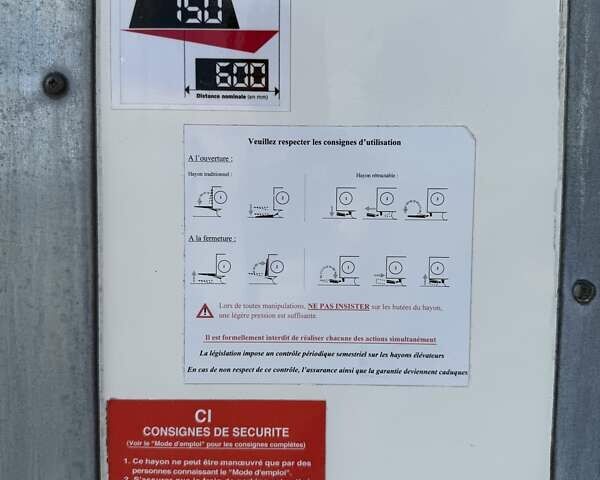 150
600
Distance nominale (en mm)
Veuillez respecter les consignes d'utilisation
A l'ouverture :
Hayon traditionnel :
Hayon rétractable :
A la fermeture :
Lors de toutes manipulations, NE PAS INSISTER sur les butées du hayon,
une légère pression est suffisante.
Il est formellement interdit de réaliser chacune des actions simultanément
La législation impose un contrôle périodique semestriel sur les hayons élévateurs
En cas de non respect de ce contrôle, l'assurance ainsi que la garantie deviennent caduques
CI
CONSIGNES DE SECURITE
(Voir le "Mode d'emploi" pour les consignes complètes)
1. Ce hayon ne peut être manœuvré que par des
personnes connaissant le "Mode d'emploi".